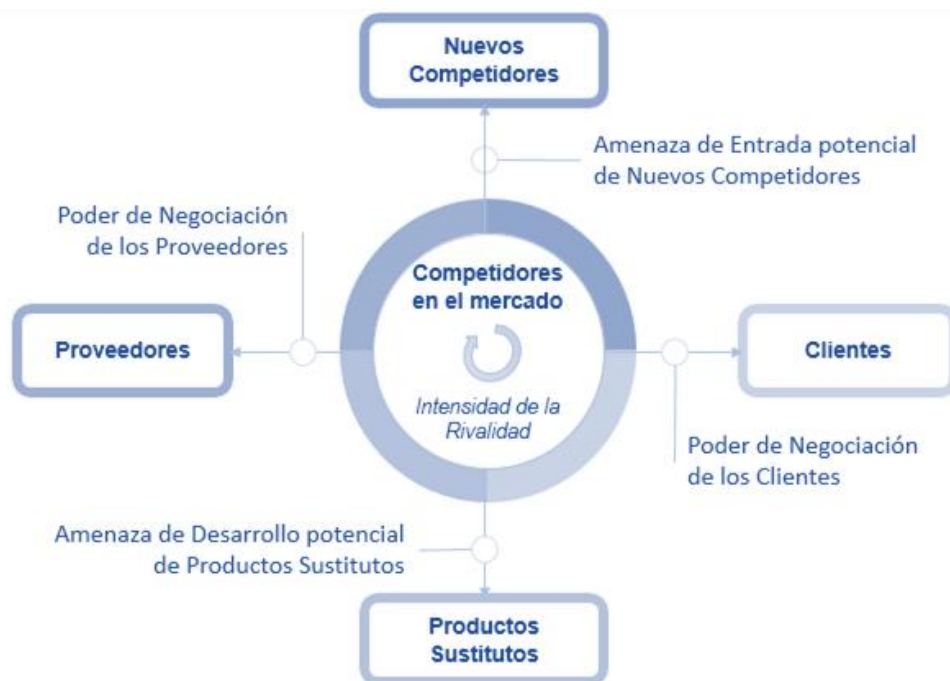 Nuevos
Competidores
Amenaza de Entrada potencial
de Nuevos Competidores
Poder de Negociación
de los Proveedores
Competidores
en el mercado
Proveedores
Clientes
Intensidad de la
Rivalidad
Poder de Negociación
de los Clientes
Amenaza de Desarrollo potencial
de Productos Sustitutos
Productos
Sustitutos